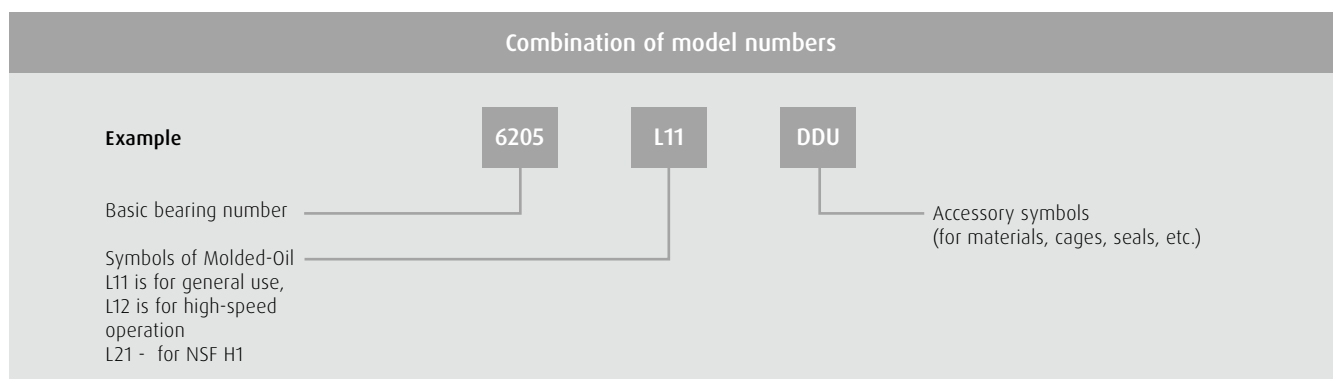 Combination of model numbers
Example
6205
L11
DDU
Basic bearing number
Accessory symbols
(for materials, cages, seals, etc.)
Symbols of Molded-Oil
L11 is for general use,
L12 is for high-speed
operation
L21 - for NSF H1